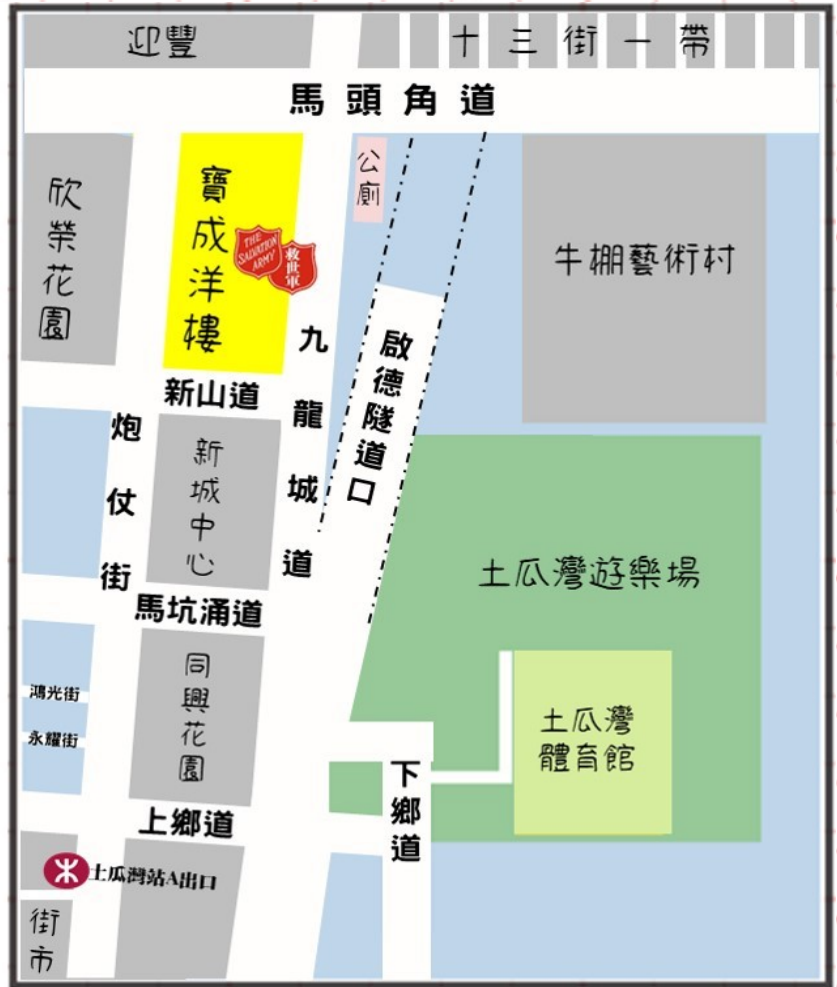 迎豐
十三街一帶
馬頭角道
欣榮花園
寶成洋樓
THE
SALVATION
ARMY
救世軍
公廁
牛棚藝術村
九龍城道
啟德隧道口
新山道
炮仗街
新城中心
土瓜灣遊樂場
馬坑涌道
鴻光街
永耀街
同興花園
土瓜灣
體育館
下鄉道
上鄉道
土瓜灣站A出口
街市